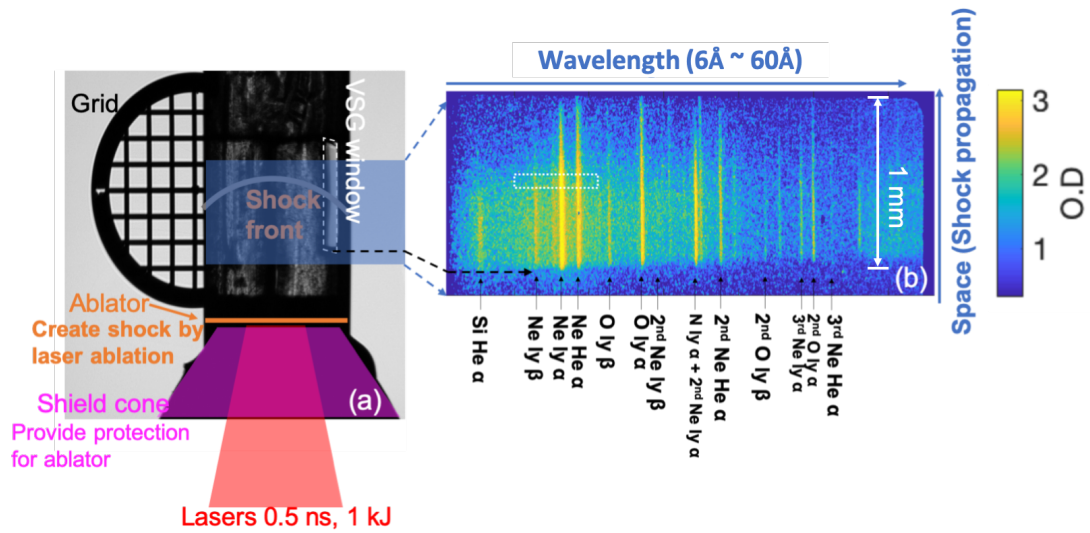 Grid
1
VSG window
Shock
front
Ablator
Create shock by
laser ablation
(a)
Shield cone
Provide protection
for ablator
Lasers 0.5 ns, 1 kJ
Wavelength (6Å ~ 60Å)
1 mm
(b)
Space (Shock propagation)
3
2
1
O.D
Si He α
Ne ly β
Ne ly α
Ne He α
O ly β
O ly α
2nd Ne ly β
N ly α + 2nd Ne ly α
2nd Ne He α
2nd O ly β
3rd Ne ly α
2nd O ly α
3rd Ne He α